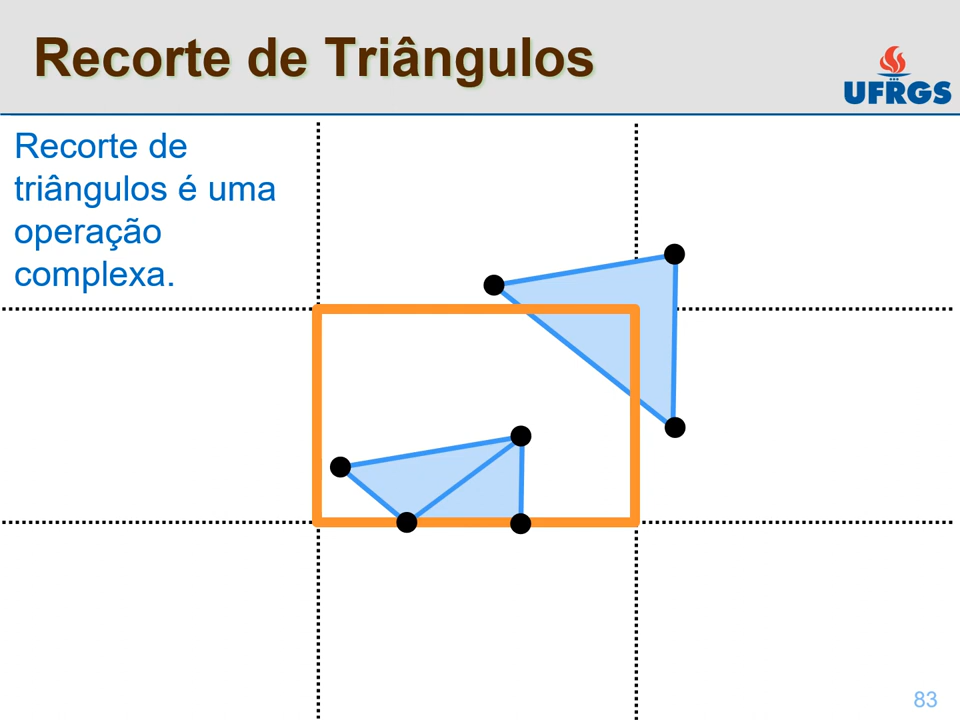 Recorte de Triângulos
UFRGS
Recorte de
triângulos é uma
operação
complexa.
83